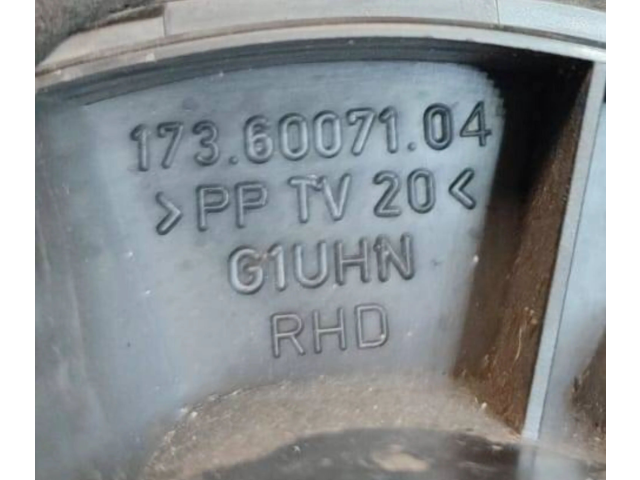 173.60071.04
>PP TV 20<
G1UHN
RHD